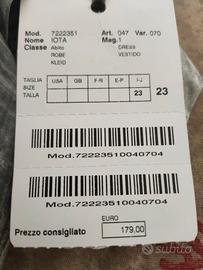 Mod. 7222351 Art. 047 Var. 070
Nome IOTA Mag.1
Classe Abito DRESS
ROBE VESTIDO
KLEID
TAGLIA USA GB F-B E-P I-J
SIZE
TALLA 23 23
Mod.72223510040704
Mod.72223510040704
EURO
Prezzo consigliato 179,00
subito